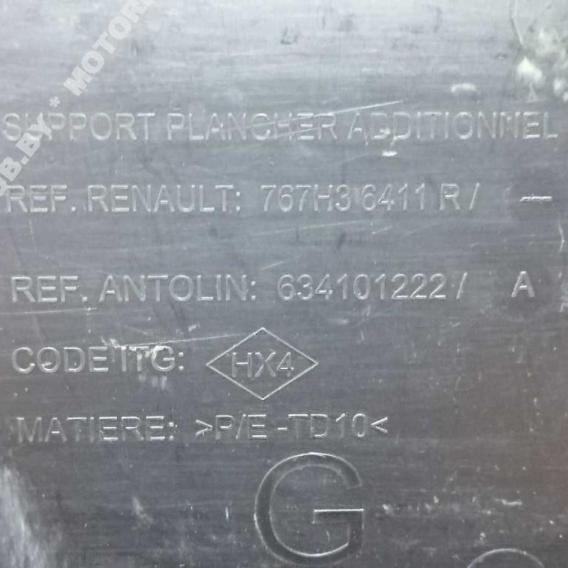 SUPPORT PLANCHER ADDITIONNEL
REF. RENAULT: 767H3 6411 R / —
REF. ANTOLIN: 634101222 / A
CODE ITG: HX4
MATIERE: >P/E-TD10<
G